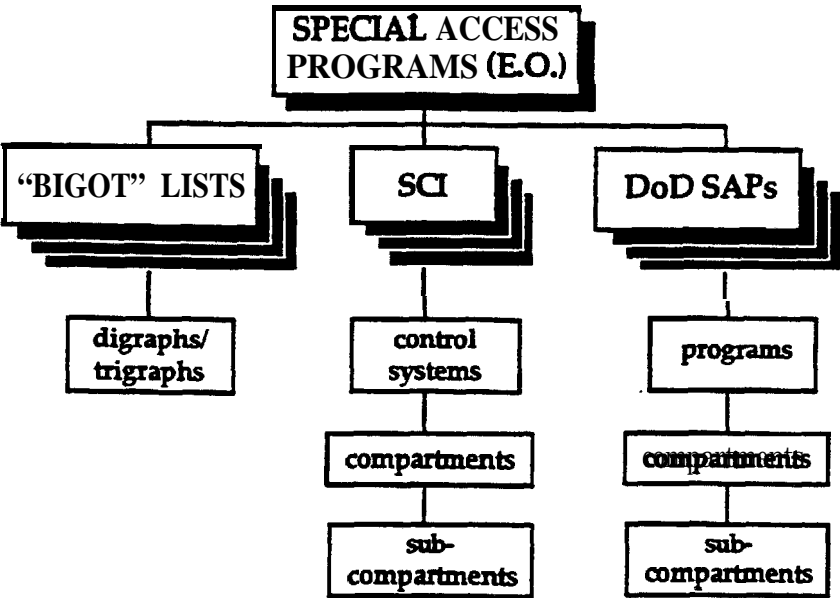 SPECIAL ACCESS
PROGRAMS (E.O.)
“BIGOT” LISTS
SCI
DoD SAPs
digraphs/
trigraphs
control
systems
programs
compartments
compartments
sub-
compartments
sub-
compartments